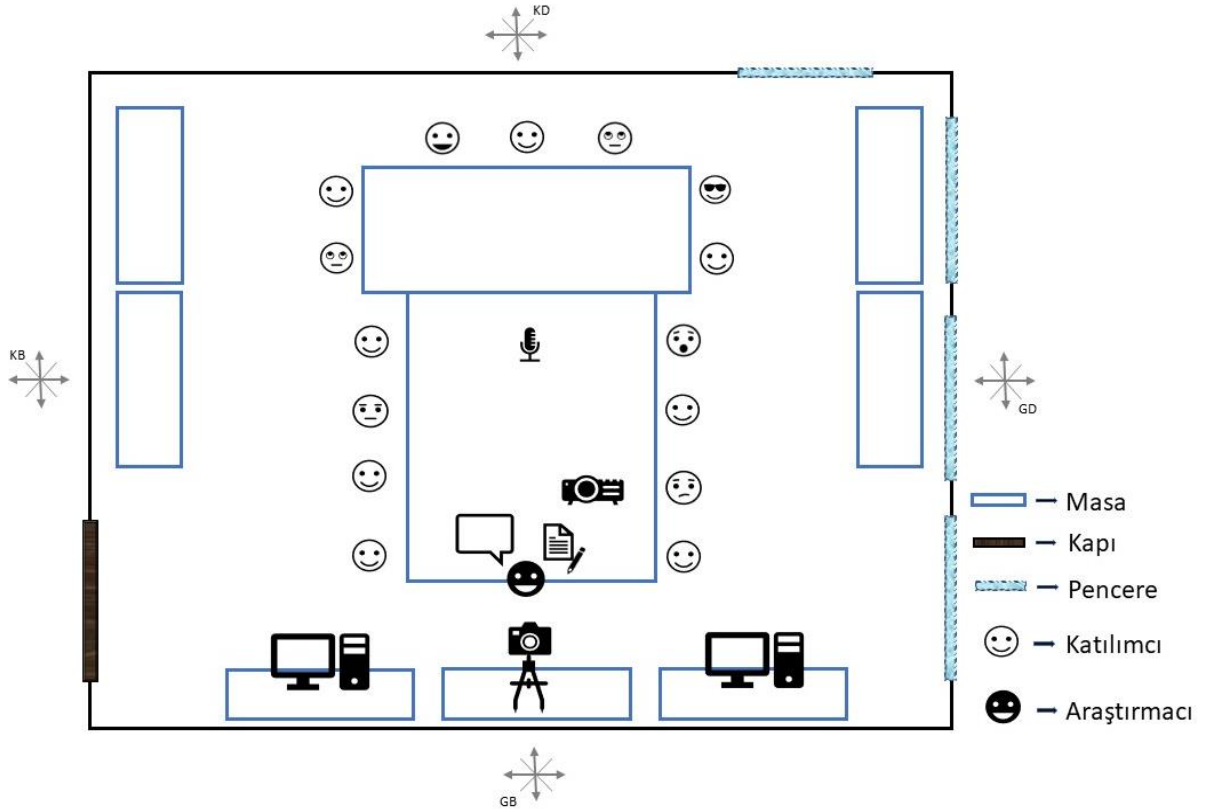 KD
KB
GD
Masa
Kapı
Pencere
Katılımcı
Araştırmacı
GB